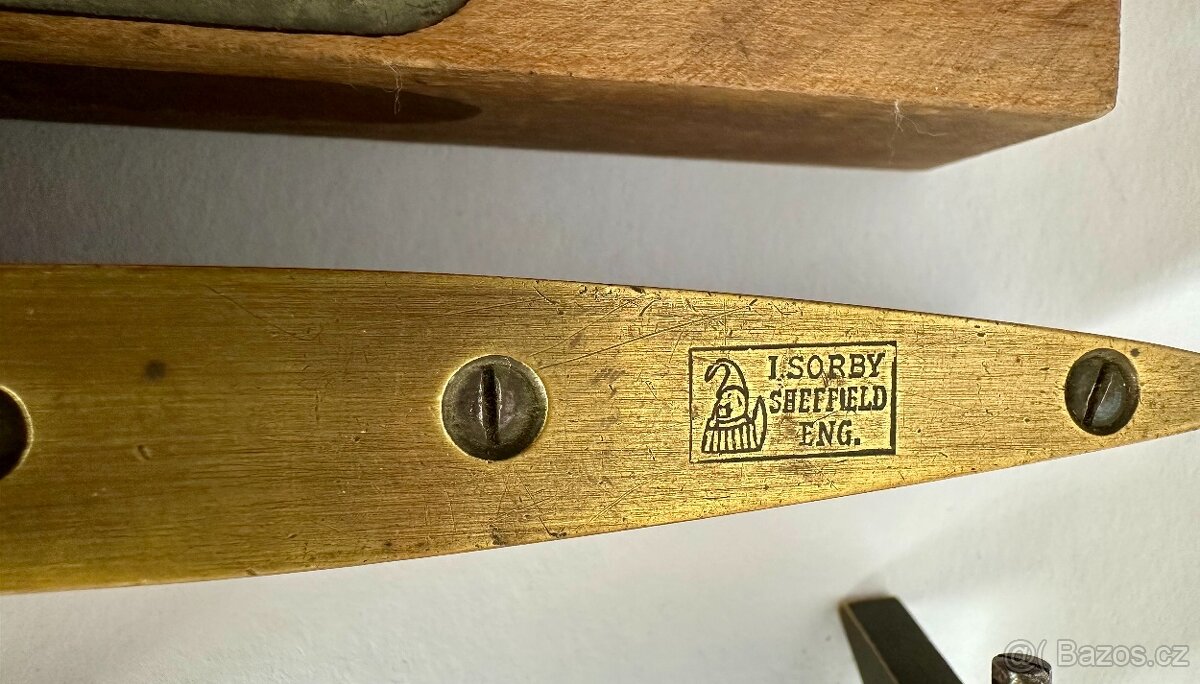 I.SORBY
SHEFFIELD
ENG.
@( Bazos.cz